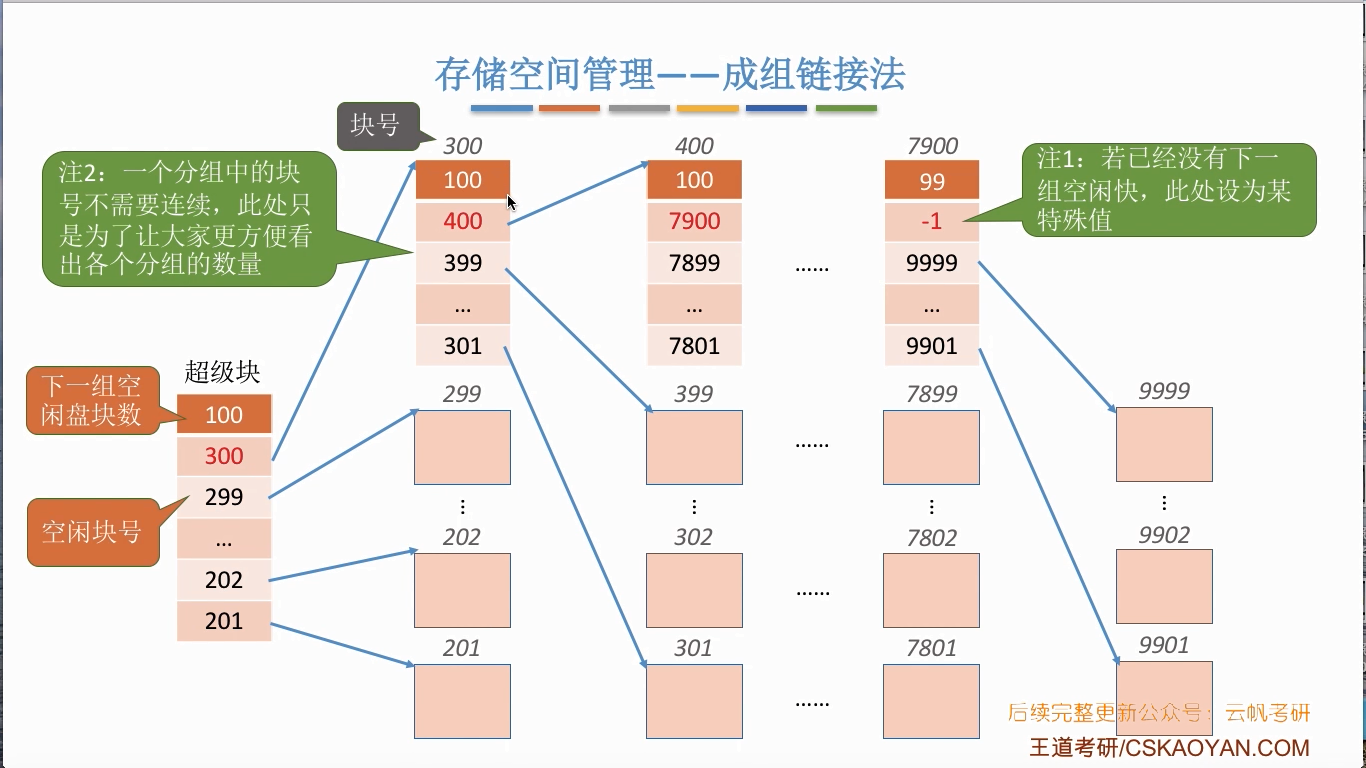 存储空间管理——成组链接法
块号
300
400
7900
100
100
99
注1：若已经没有下一
组空闲快，此处设为某
特殊值
注2：一个分组中的块
号不需要连续，此处只
是为了让大家更方便看
出各个分组的数量
400
7900
-1
399
7899
……
9999
...
...
...
301
7801
9901
超级块
下一组空
闲盘块数
100
300
299
...
202
201
空闲块号
299
399
7899
9999
……
⋮
⋮
⋮
⋮
202
302
7802
9902
……
201
301
7801
9901
……
后续完整更新公众号：云帆考研
王道考研/CSKAOYAN.COM